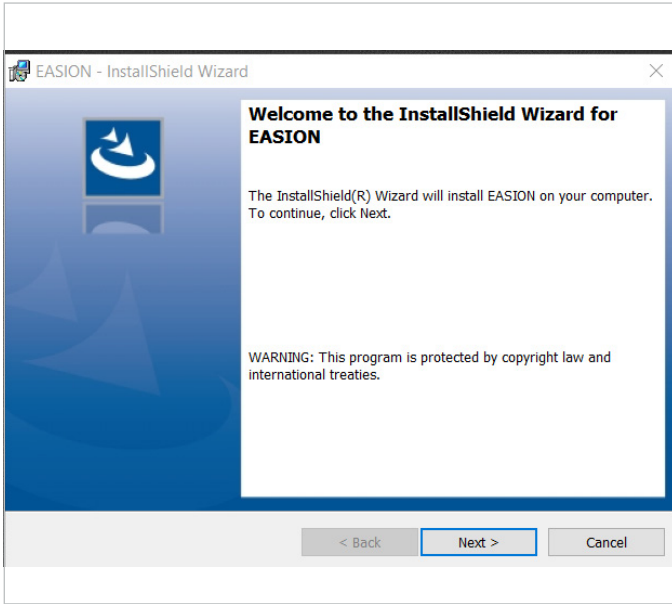 EASION - InstallShield Wizard
Welcome to the InstallShield Wizard for
EASION
The InstallShield(R) Wizard will install EASION on your computer.
To continue, click Next.
WARNING: This program is protected by copyright law and
international treaties.
< Back
Next >
Cancel